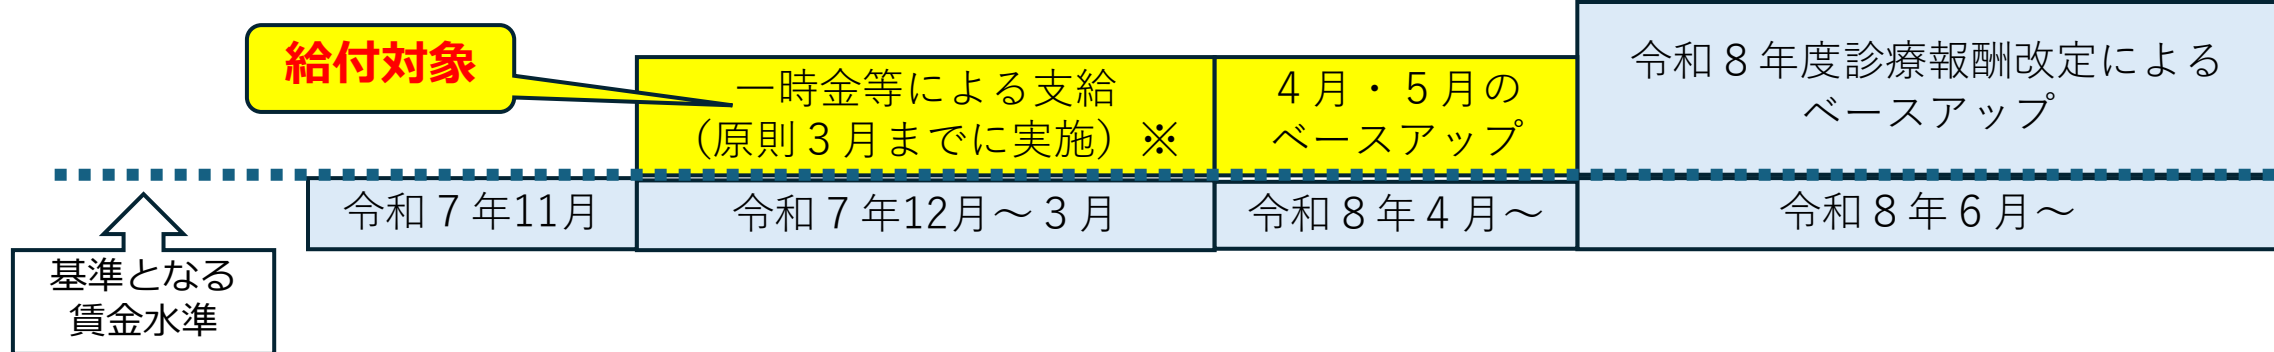 給付対象
一時金等による支給
（原則３月までに実施）※
４月・５月の
ベースアップ
令和８年度診療報酬改定による
ベースアップ
令和７年11月
令和７年12月～３月
令和８年４月～
令和８年６月～
基準となる
賃金水準